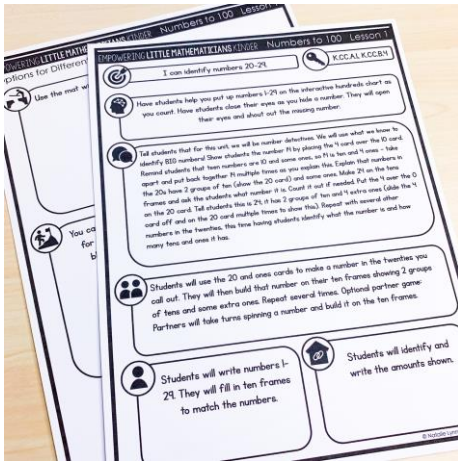 POWERING LITTLE MATHEMATICIANS KINDER Numbers to 100 Lesson
ptions for Differen
Use the mat w
You ca
for
EMPOWERING LITTLE MATHEMATICIANS KINDER Numbers to 100 Lesson 1
I can identify numbers 20-29.
K.CC.A.1, K.CC.B.4
Have students help you put up numbers 1-29 on the interactive hundreds chart as
you count. Have students close their eyes as you hide a number. They will open
their eyes and shout out the missing number.
Tell students that for this unit, we will be number detectives. We will use what we know to
identify BIG numbers! Show students the number 14 by placing the 4 card over the 10 card.
Remind students that teen numbers are 10 and some ones, so 14 is ten and 4 ones - take
apart and put back together 14 multiple times as you explain this. Explain that numbers in
the 20s have 2 groups of ten (show the 20 card) and some ones. Make 24 on the tens
frames and ask the students what number it is. Count it out if needed. Put the 4 over the 0
on the 20 card. Tell students this is 24, it has 2 groups of ten and 4 extra ones (slide the 4
card off and on the 20 card multiple times to show this). Repeat with several other
numbers in the twenties, this time having students identify what the number is and how
many tens and ones it has.
Students will use the 20 and ones cards to make a number in the twenties you
call out. They will then build that number on their ten frames showing 2 groups
of tens and some extra ones. Repeat several times. Optional partner game:
Partners will take turns spinning a number and build it on the ten frames.
Students will write numbers 1-
29. They will fill in ten frames
to match the numbers.
Students will identify and
write the amounts shown.
© Natalie Lynn